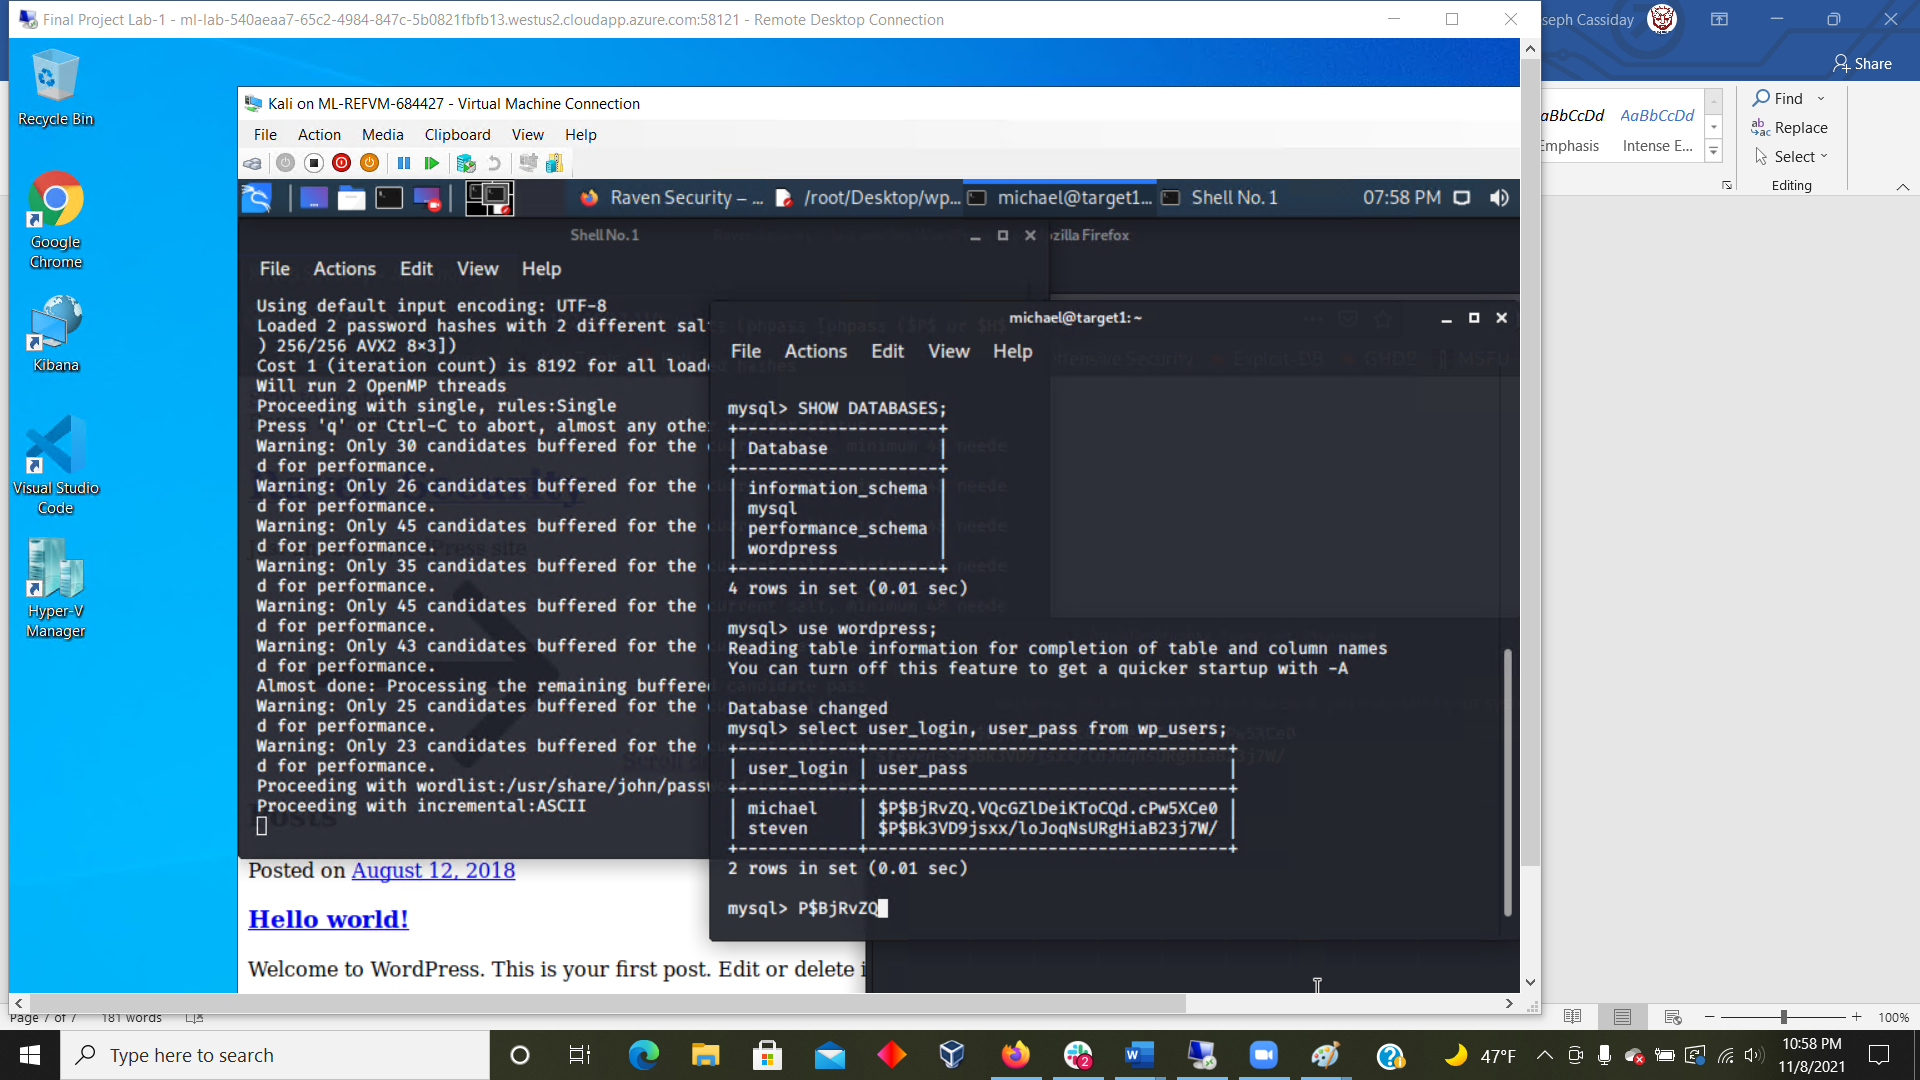 Final Project Lab-1 - ml-lab-540aeaa7-65c2-4984-847c-5b0821fbfb13.westus2.cloudapp.azure.com:58121 - Remote Desktop Connection
seph Cassiday
Share
Recycle Bin
Google Chrome
Kibana
Visual Studio Code
Hyper-V Manager
Kali on ML-REFVM-684427 - Virtual Machine Connection
File Action Media Clipboard View Help
Raven Security – ... /root/Desktop/wp... michael@target1... Shell No. 1 07:58 PM
Shell No. 1
zilla Firefox
File Actions Edit View Help
Using default input encoding: UTF-8
Loaded 2 password hashes with 2 different sal
) 256/256 AVX2 8×3])
Cost 1 (iteration count) is 8192 for all loaded hashes
Will run 2 OpenMP threads
Proceeding with single, rules:Single
Press 'q' or Ctrl-C to abort, almost any othe
Warning: Only 30 candidates buffered for the current salt, minimum 48 neede
d for performance.
Warning: Only 26 candidates buffered for the
d for performance.
Warning: Only 45 candidates buffered for the
d for performance.
Warning: Only 35 candidates buffered for the
d for performance.
Warning: Only 45 candidates buffered for the current salt, minimum 48 neede
d for performance.
Warning: Only 43 candidates buffered for the
d for performance.
Almost done: Processing the remaining buffered candidate pass
Warning: Only 25 candidates buffered for the
d for performance.
Warning: Only 23 candidates buffered for the
d for performance.
Proceeding with wordlist:/usr/share/john/passw
Proceeding with incremental:ASCII
michael@target1: ~
File Actions Edit View Help
mysql> SHOW DATABASES;
+--------------------+
| Database           |
+--------------------+
| information_schema |
| mysql              |
| performance_schema |
| wordpress          |
+--------------------+
4 rows in set (0.01 sec)
mysql> use wordpress;
Reading table information for completion of table and column names
You can turn off this feature to get a quicker startup with -A
Database changed
mysql> select user_login, user_pass from wp_users;
+------------+------------------------------------+
| user_login | user_pass                          |
+------------+------------------------------------+
| michael    | $P$BjRvZQ.VQcGZlDeiKToCQd.cPw5XCe0 |
| steven     | $P$Bk3VD9jsxx/loJoqNsURgHiaB23j7W/ |
+------------+------------------------------------+
2 rows in set (0.01 sec)
mysql> P$BjRvZQ
Posted on August 12, 2018
Hello world!
Welcome to WordPress. This is your first post. Edit or delete i
aBbCcDd AaBbCcDd
Emphasis Intense E...
Find
Replace
Select
Editing
Page 7 of 7 181 words
100%
Type here to search
2
47°F
10:58 PM
11/8/2021